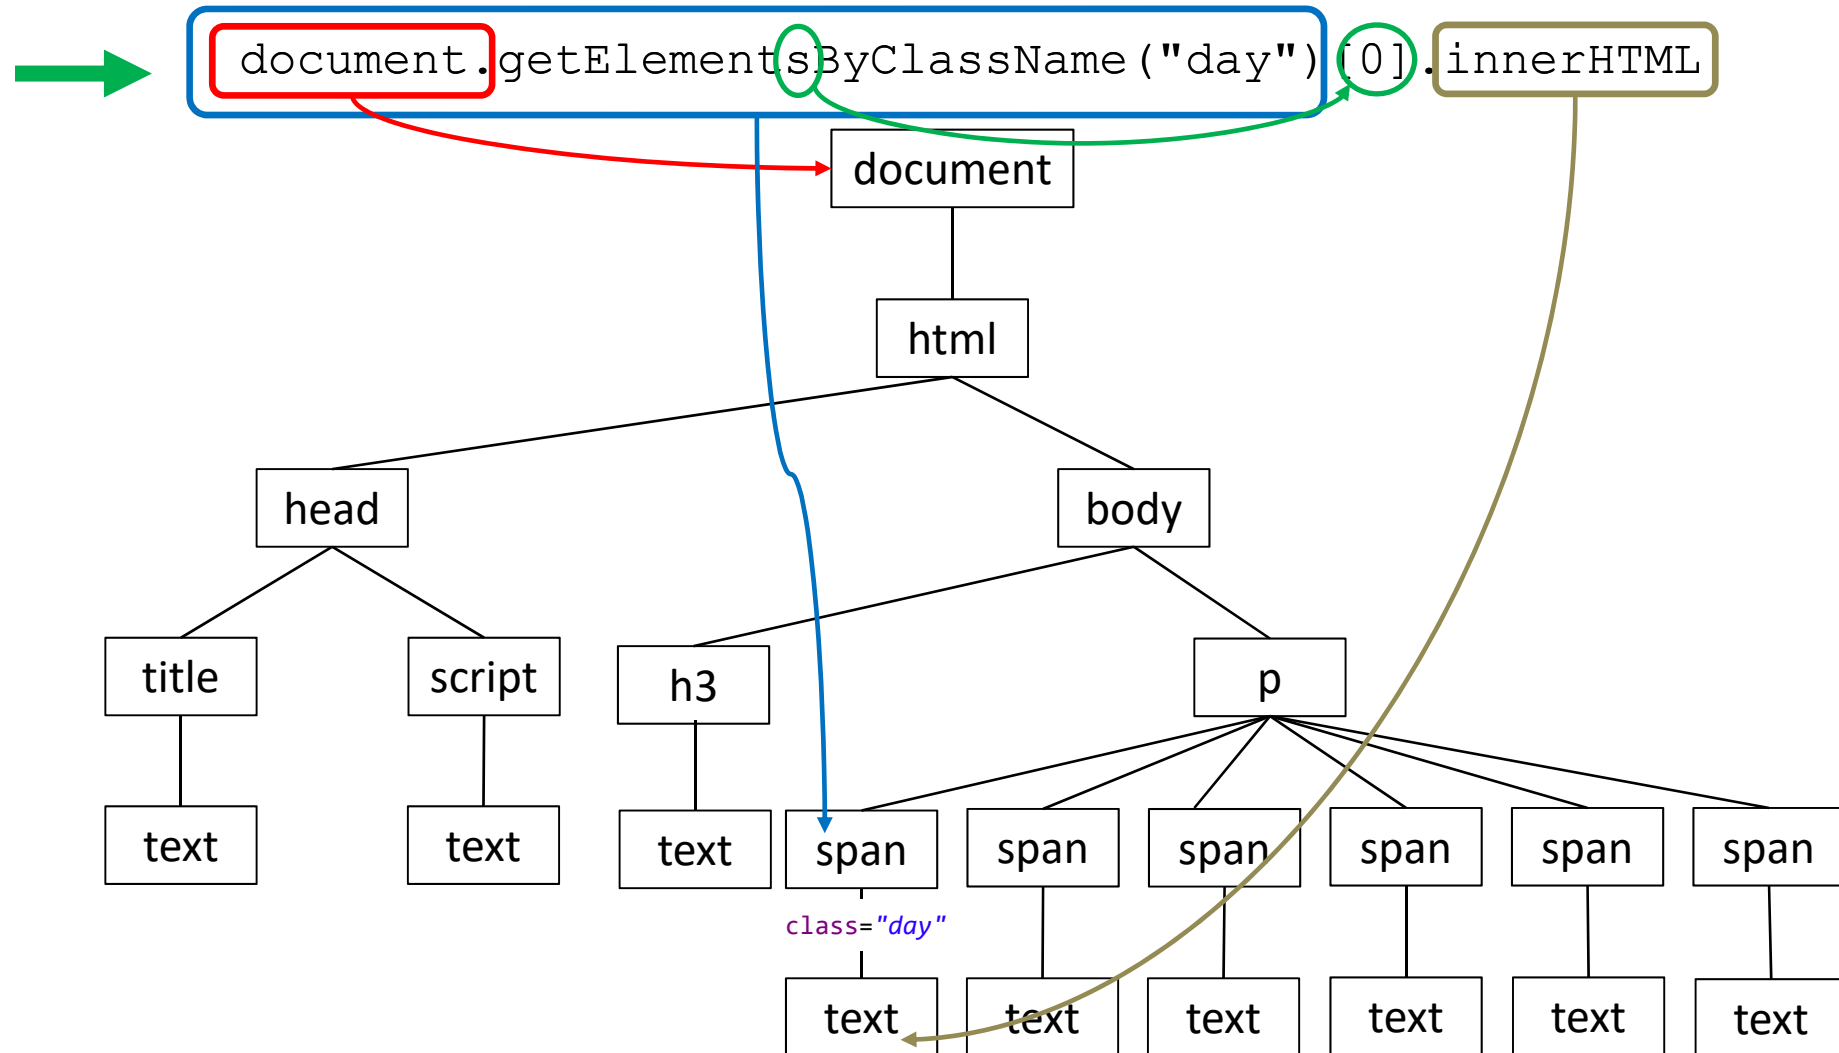 document.getElementsByClassName("day")[0].innerHTML
document
html
head body
title script h3 p
text text text span span span span span span
class="day"
text text text text text text